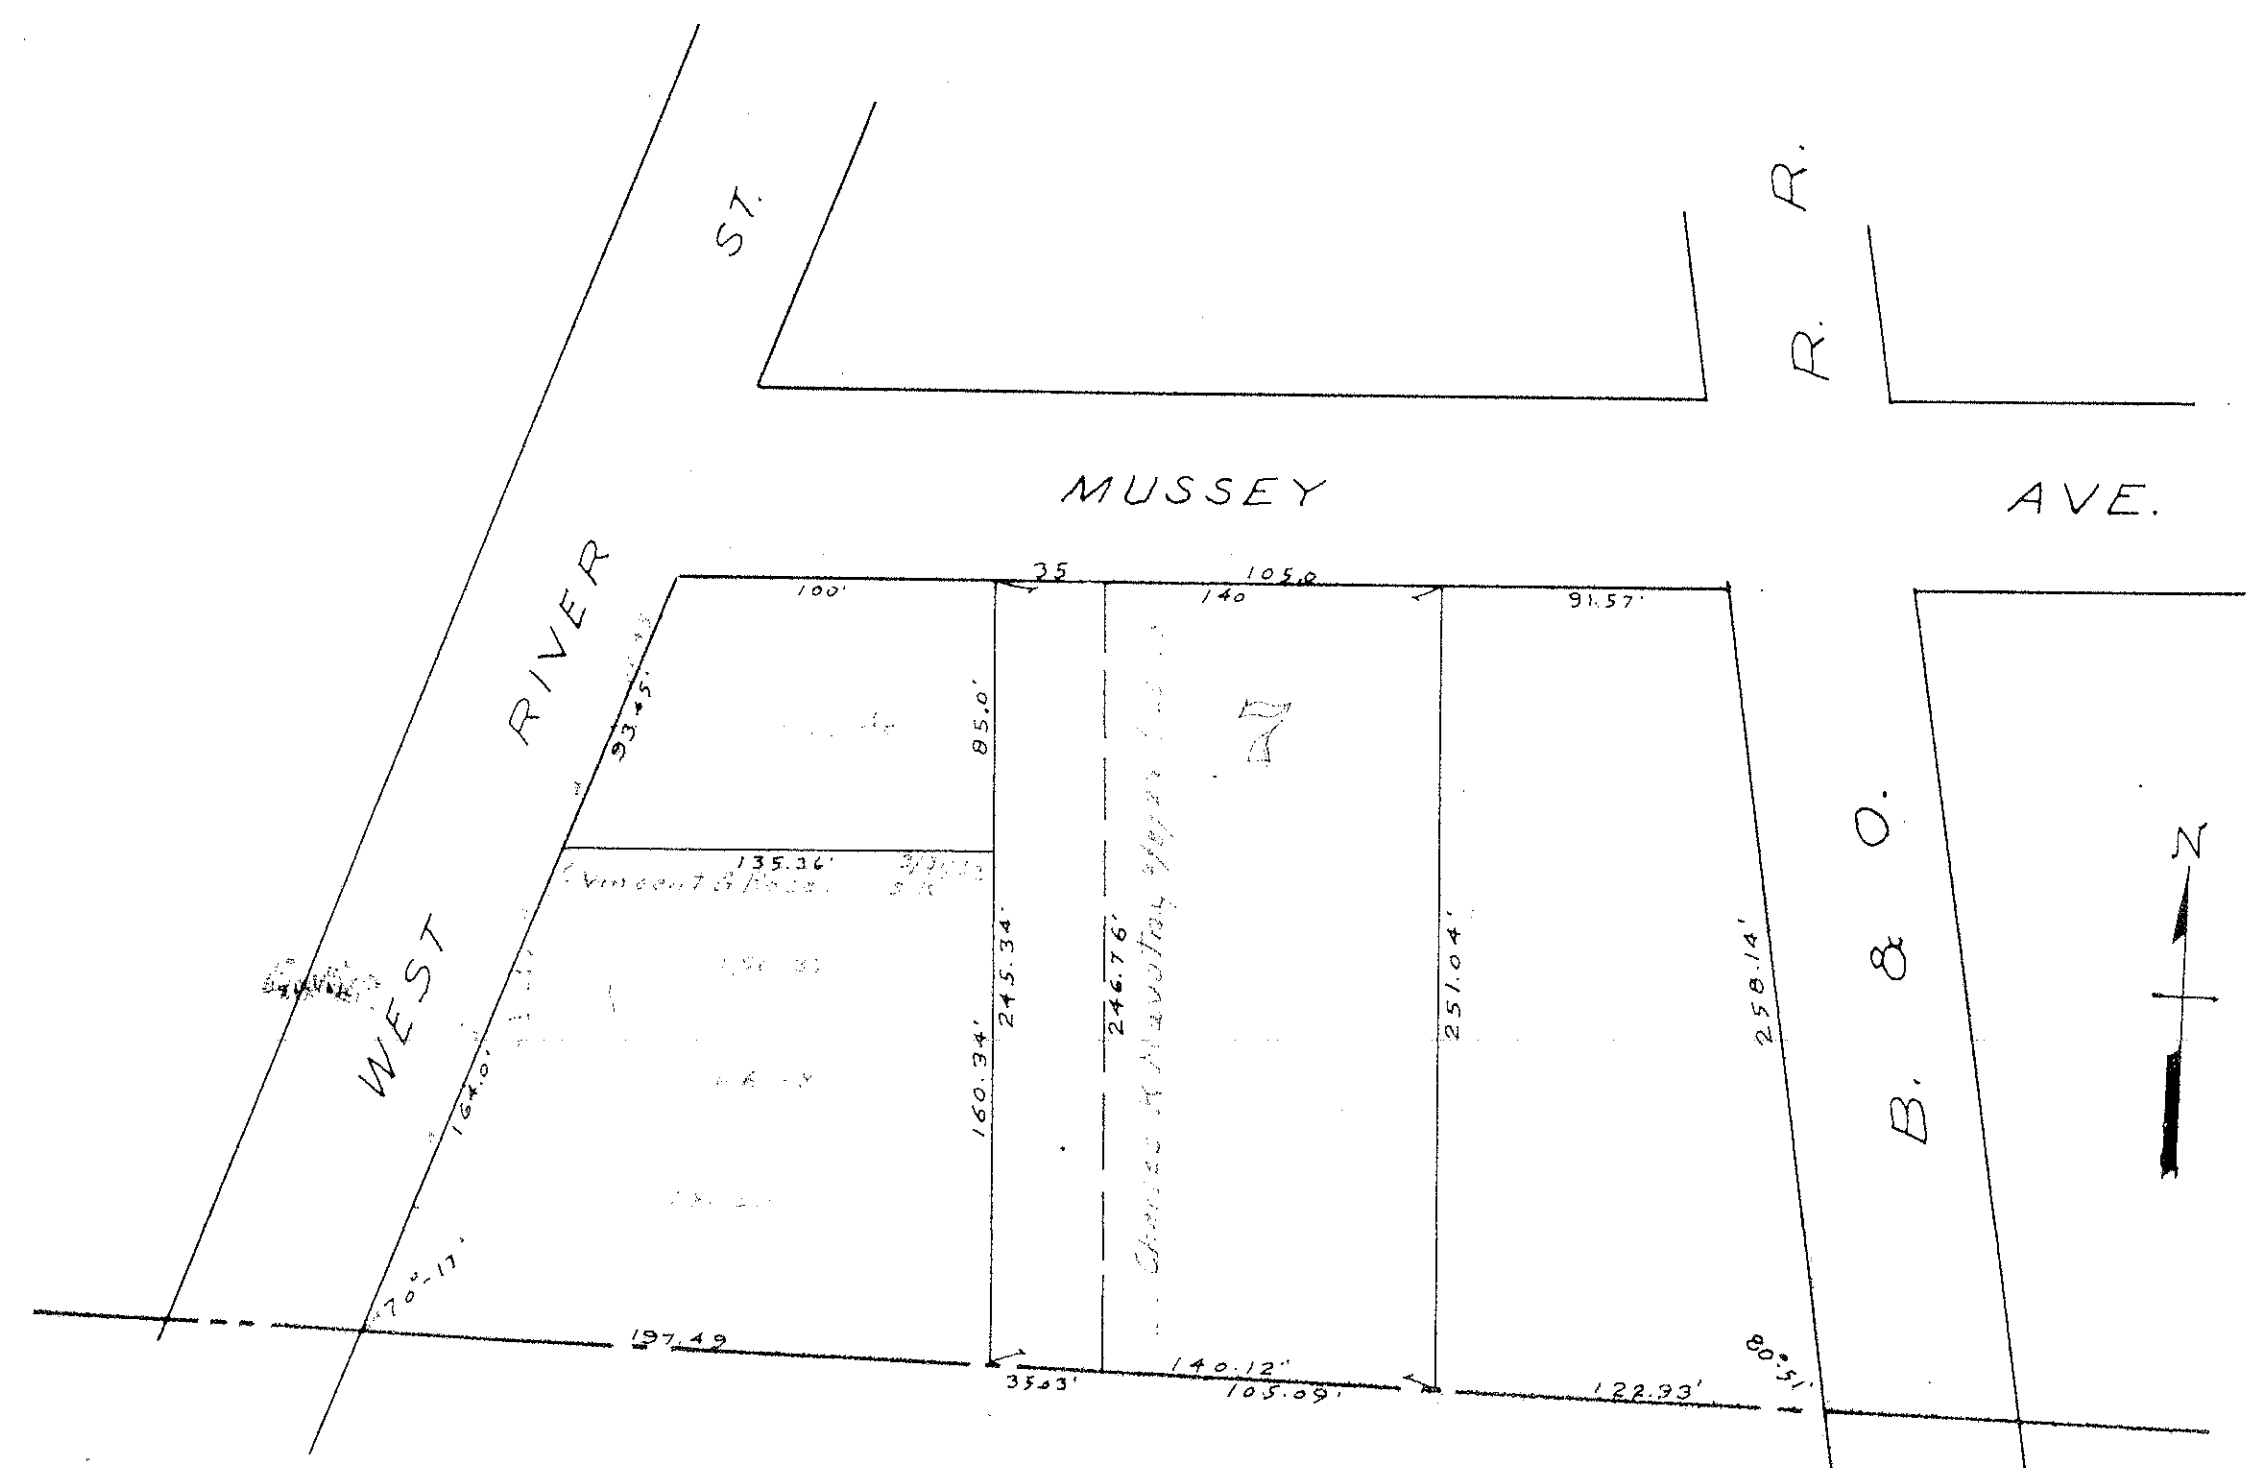 ST.
R.
R.
MUSSEY
AVE.
RIVER
35
105.0
100'
140
91.57'
93.45'
85.0'
7
135.36'
O.
Z
WEST
245.34'
246.76'
251.04'
258.14'
&
160.34'
164.0'
B.
70°-17'
197.49
140.12'
35.03'
105.09'
122.93'
80°-51'